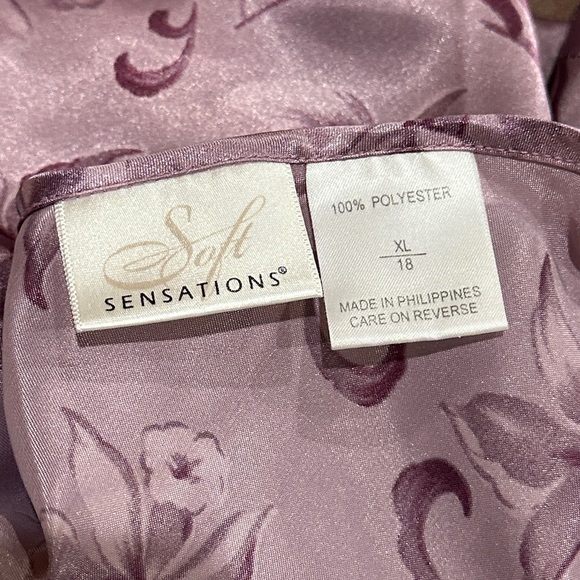 Soft
SENSATIONS®
100% POLYESTER
XL
18
MADE IN PHILIPPINES
CARE ON REVERSE